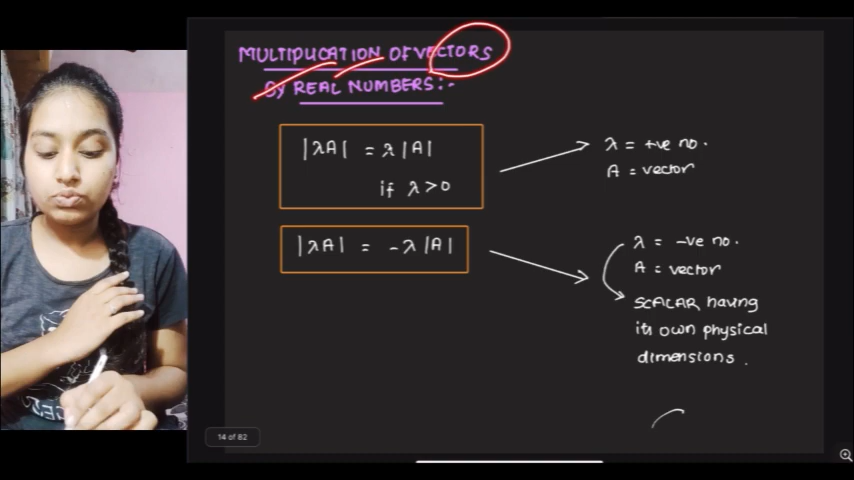 MULTIPLICATION OF VECTORS
BY REAL NUMBERS:-
|λA| = λ|A|
if λ>0
λ = +ve no.
A = vector
|λA| = -λ|A|
λ = -ve no.
A = vector
SCALAR having
its own physical
dimensions.
14 of 82